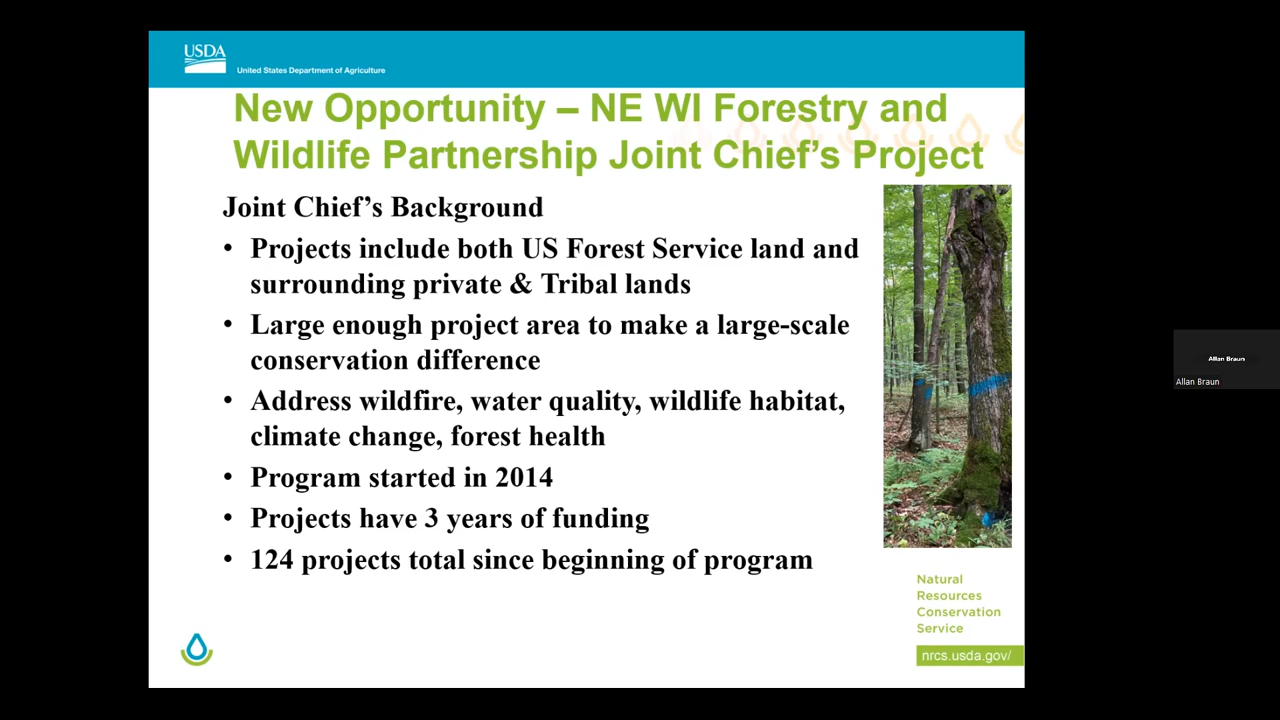 USDA
United States Department of Agriculture
New Opportunity – NE WI Forestry and
Wildlife Partnership Joint Chief’s Project
Joint Chief’s Background
• Projects include both US Forest Service land and
surrounding private & Tribal lands
• Large enough project area to make a large-scale
conservation difference
• Address wildfire, water quality, wildlife habitat,
climate change, forest health
• Program started in 2014
• Projects have 3 years of funding
• 124 projects total since beginning of program
Natural
Resources
Conservation
Service
nrcs.usda.gov/
Allan Braun
Allan Braun